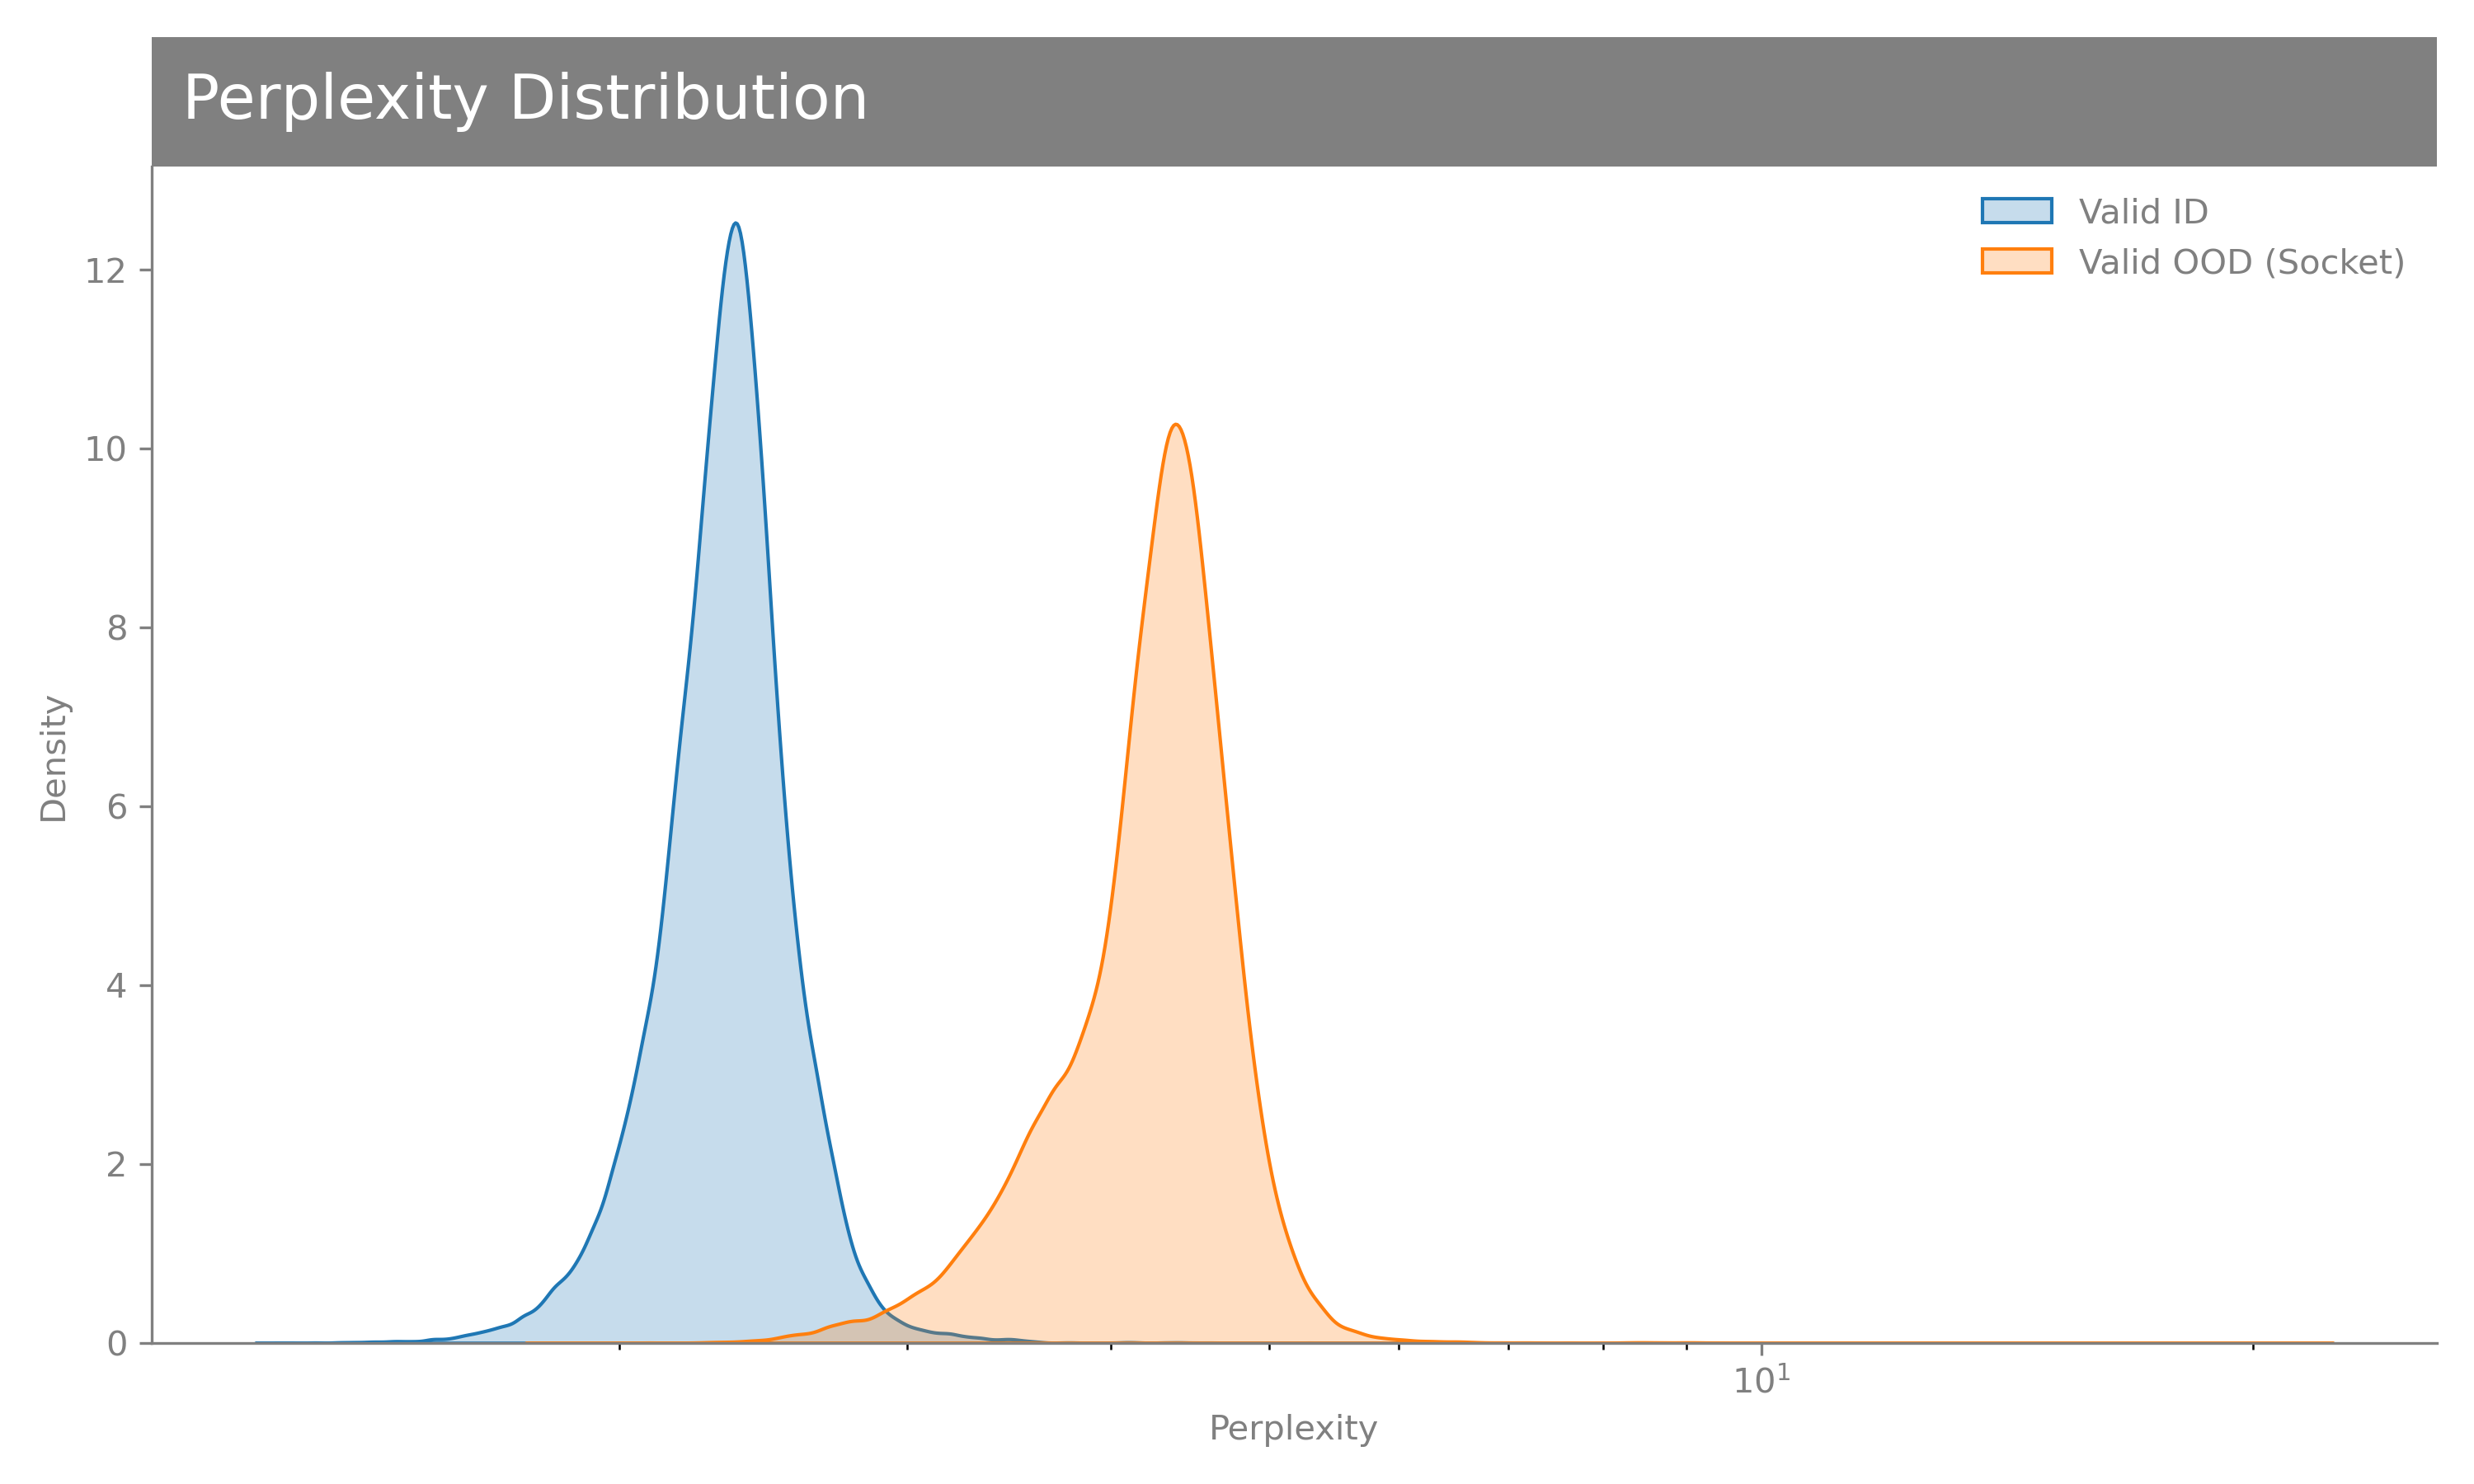 Perplexity Distribution
Valid ID
Valid OOD (Socket)
12
10
8
6
4
2
0
Density
10¹
Perplexity